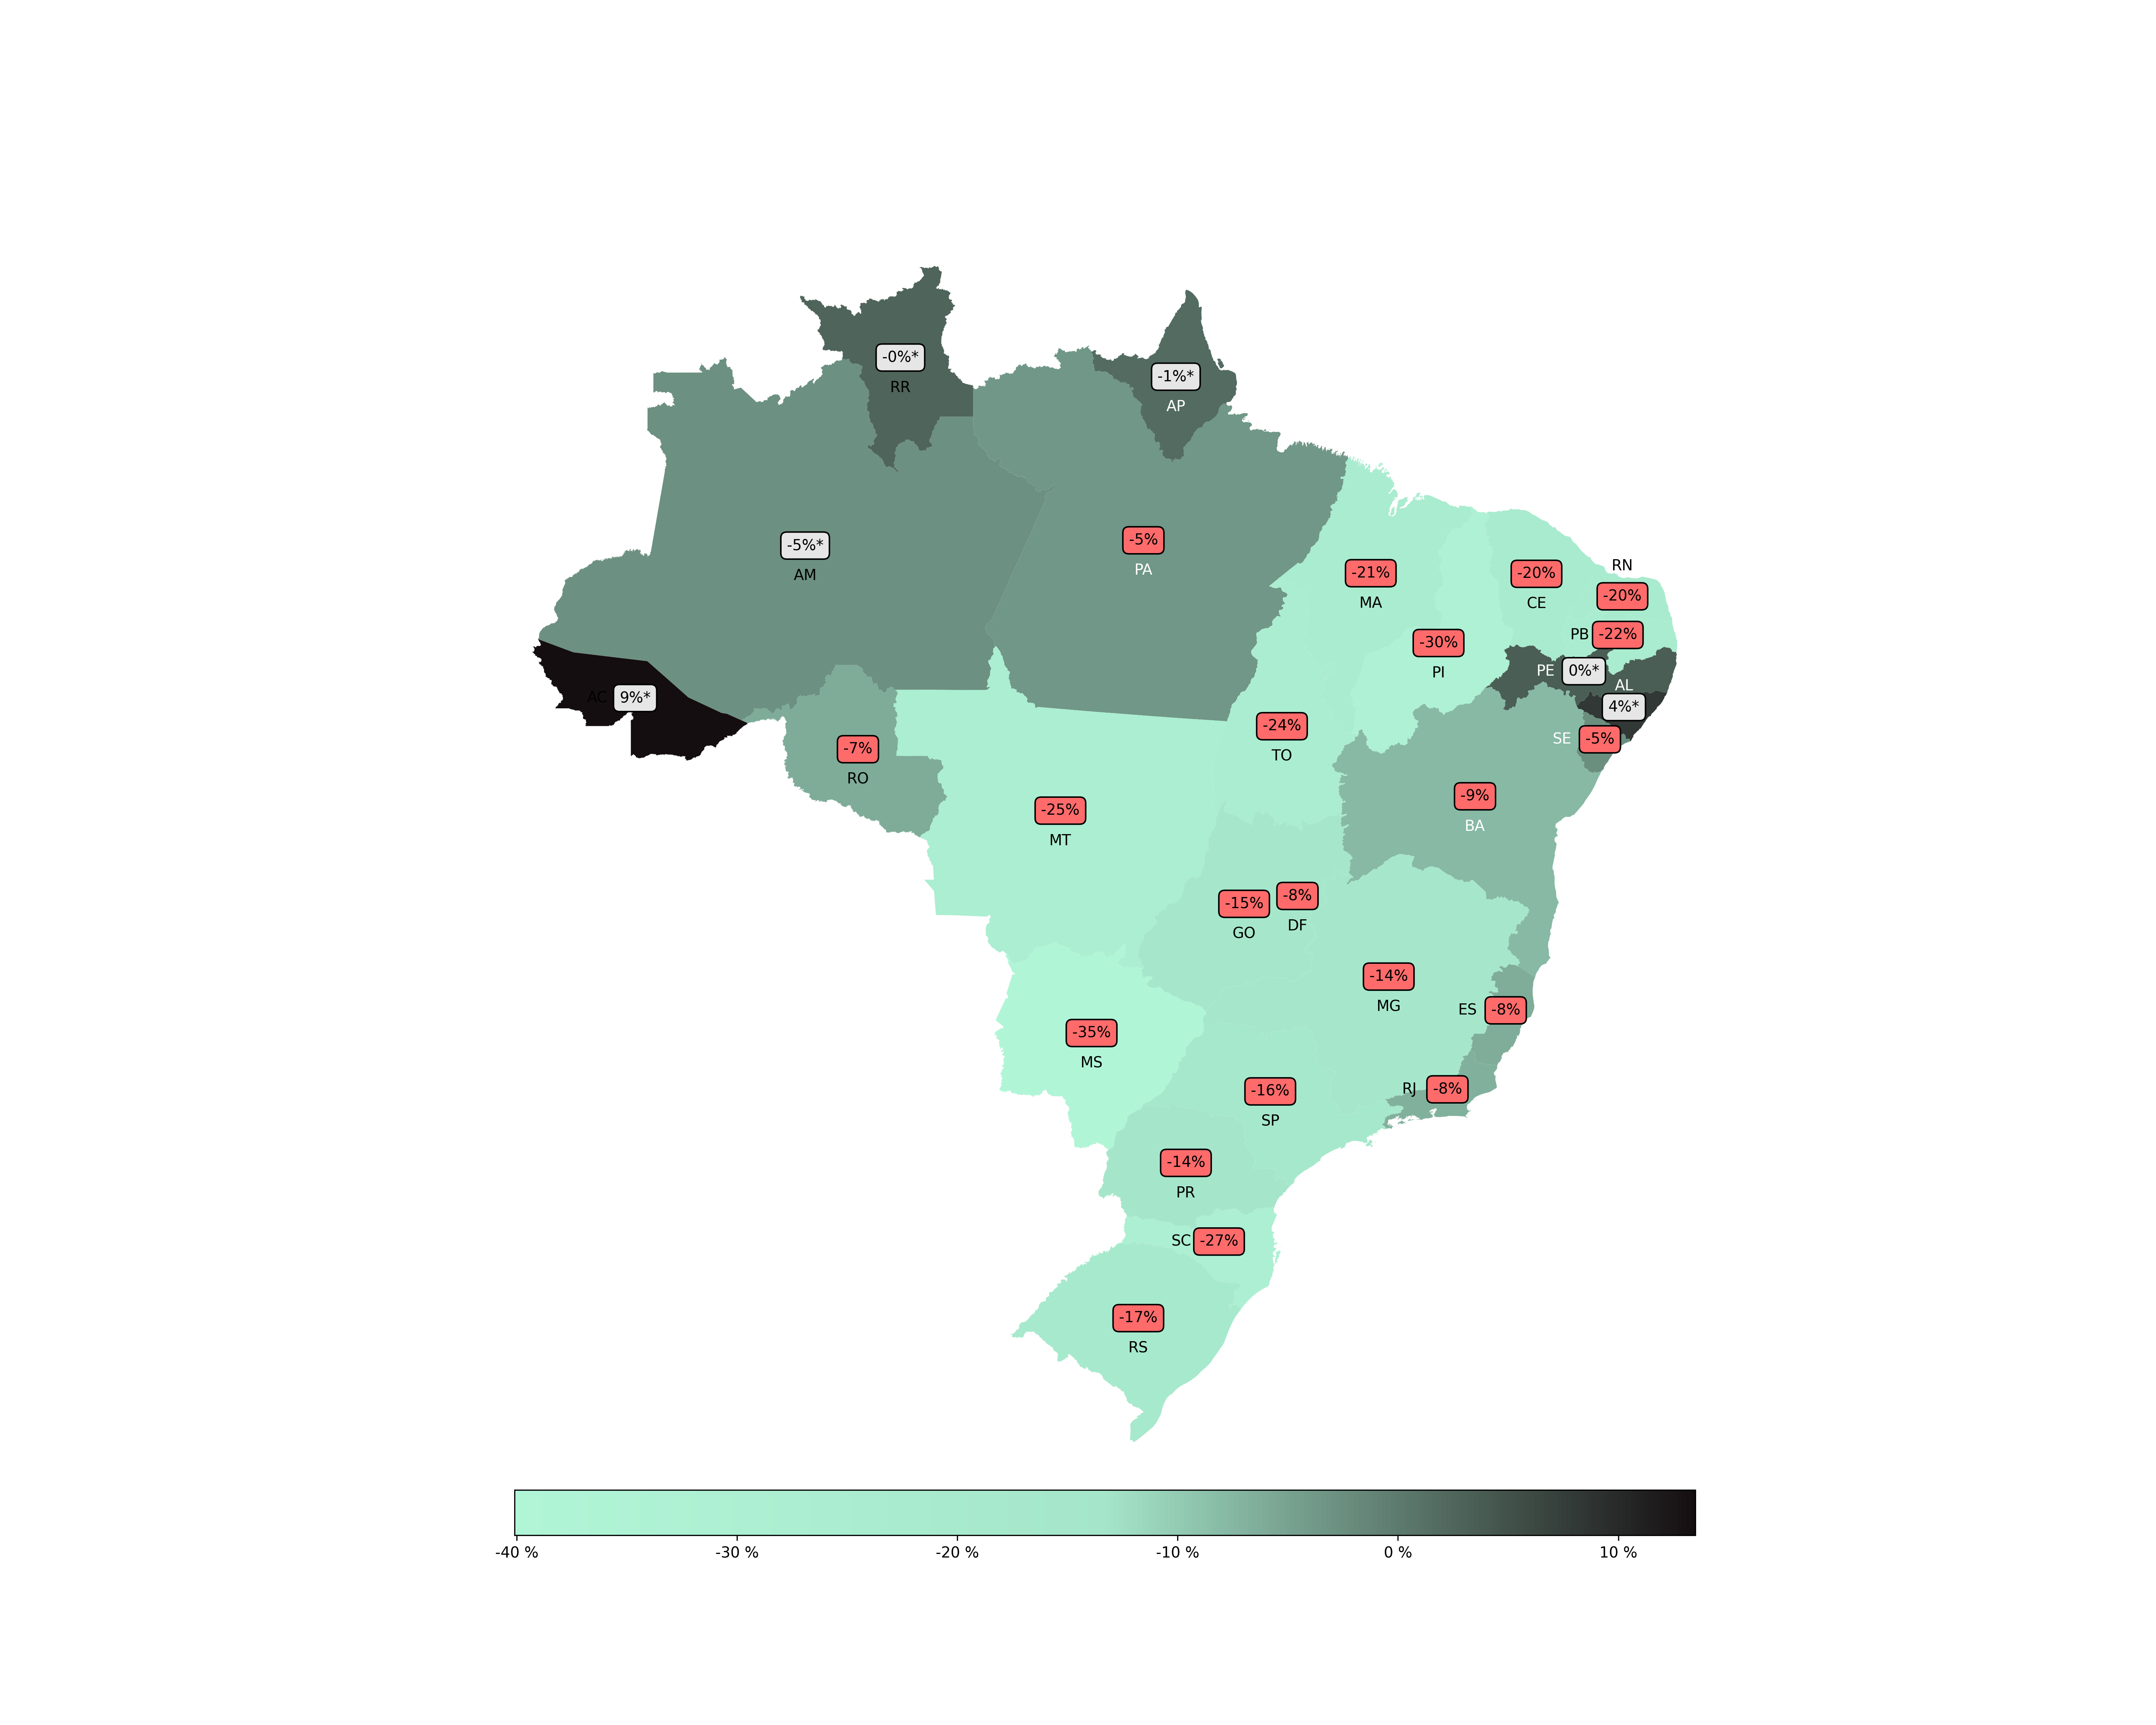 -0%*
RR
-1%*
AP
-5%*
AM
-5%
PA
-21%
MA
-20%
CE
RN
-20%
PB -22%
-30%
PI
PE 0%*
AL
4%*
SE -5%
AC 9%*
-7%
RO
-24%
TO
-25%
MT
-9%
BA
-15%
GO
-8%
DF
-14%
MG
ES -8%
-35%
MS
-16%
SP
RJ -8%
-14%
PR
SC -27%
-17%
RS
-40 % -30 % -20 % -10 % 0 % 10 %